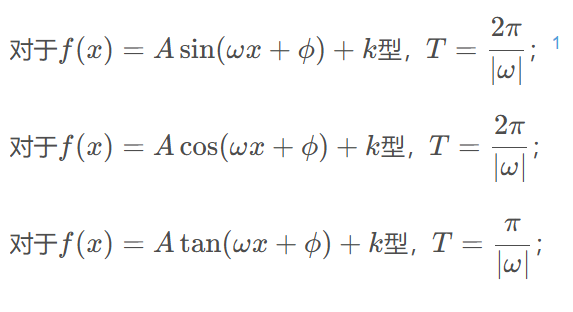 对于f(x) = A sin(ωx + ϕ) + k型，T = 2π/|ω|； 1
对于f(x) = A cos(ωx + ϕ) + k型，T = 2π/|ω|；
对于f(x) = A tan(ωx + ϕ) + k型，T = π/|ω|；